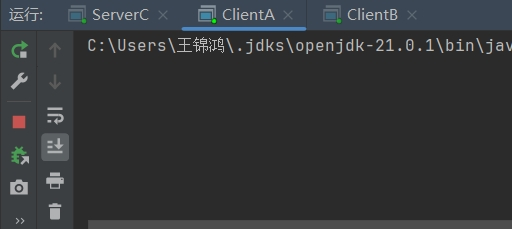 运行: ServerC ClientA ClientB
C:\Users\王锦鸿\.jdks\openjdk-21.0.1\bin\jav